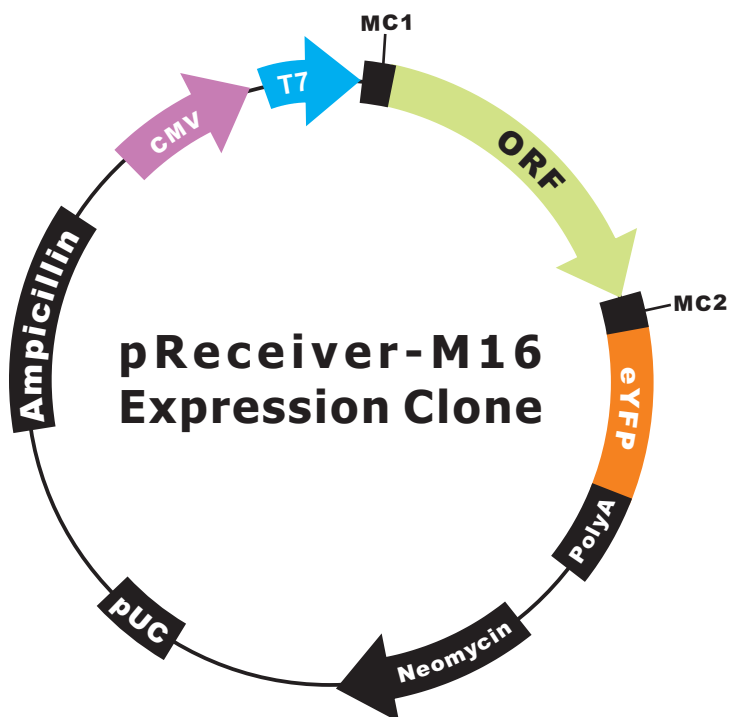 MC1
T7
CMV
ORF
Ampicillin
MC2
pReceiver-M16
Expression Clone
eYFP
PolyA
pUC
Neomycin